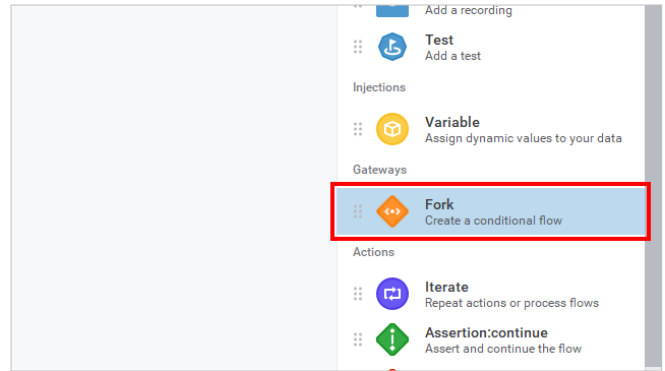 Add a recording
Test
Add a test
Injections
Variable
Assign dynamic values to your data
Gateways
Fork
Create a conditional flow
Actions
Iterate
Repeat actions or process flows
Assertion:continue
Assert and continue the flow